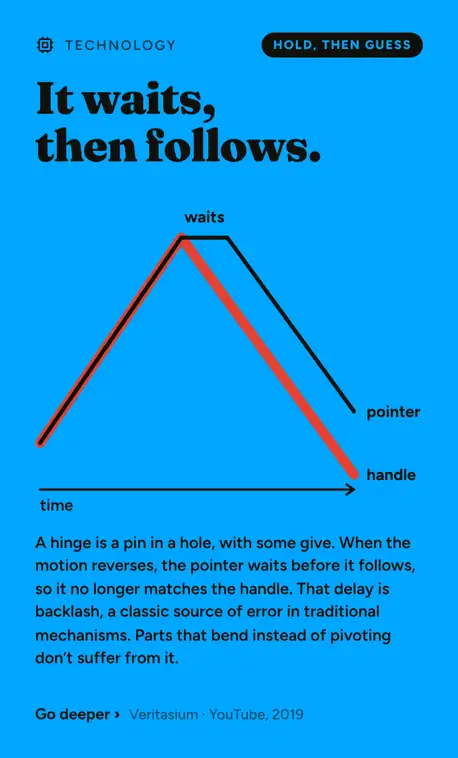 TECHNOLOGY
HOLD, THEN GUESS
It waits,
then follows.
waits
pointer
handle
time
A hinge is a pin in a hole, with some give. When the
motion reverses, the pointer waits before it follows,
so it no longer matches the handle. That delay is
backlash, a classic source of error in traditional
mechanisms. Parts that bend instead of pivoting
don’t suffer from it.
Go deeper › Veritasium · YouTube, 2019